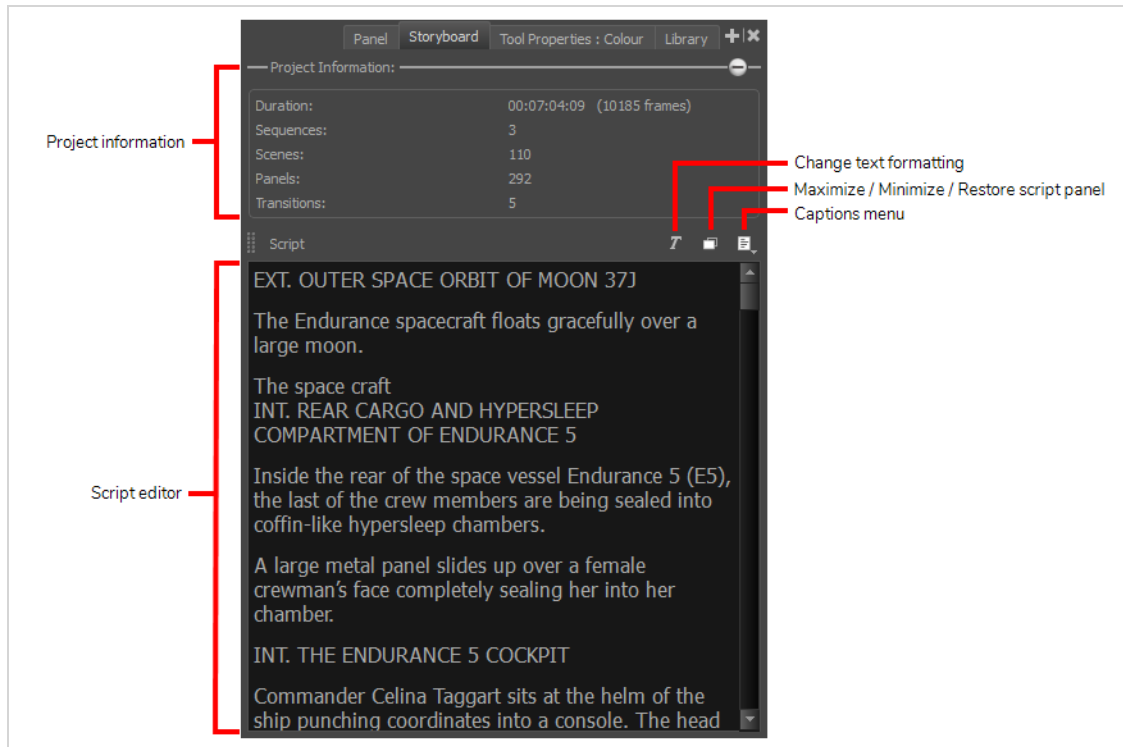 Panel Storyboard Tool Properties : Colour Library
Project Information:
Duration: 00:07:04:09 (10185 frames)
Sequences: 3
Scenes: 110
Panels: 292
Transitions: 5
Project information
Change text formatting
Maximize / Minimize / Restore script panel
Captions menu
Script T
EXT. OUTER SPACE ORBIT OF MOON 37J
The Endurance spacecraft floats gracefully over a
large moon.
The space craft
INT. REAR CARGO AND HYPERSLEEP
COMPARTMENT OF ENDURANCE 5
Inside the rear of the space vessel Endurance 5 (E5),
the last of the crew members are being sealed into
coffin-like hypersleep chambers.
Script editor
A large metal panel slides up over a female
crewman’s face completely sealing her into her
chamber.
INT. THE ENDURANCE 5 COCKPIT
Commander Celina Taggart sits at the helm of the
ship punching coordinates into a console. The head